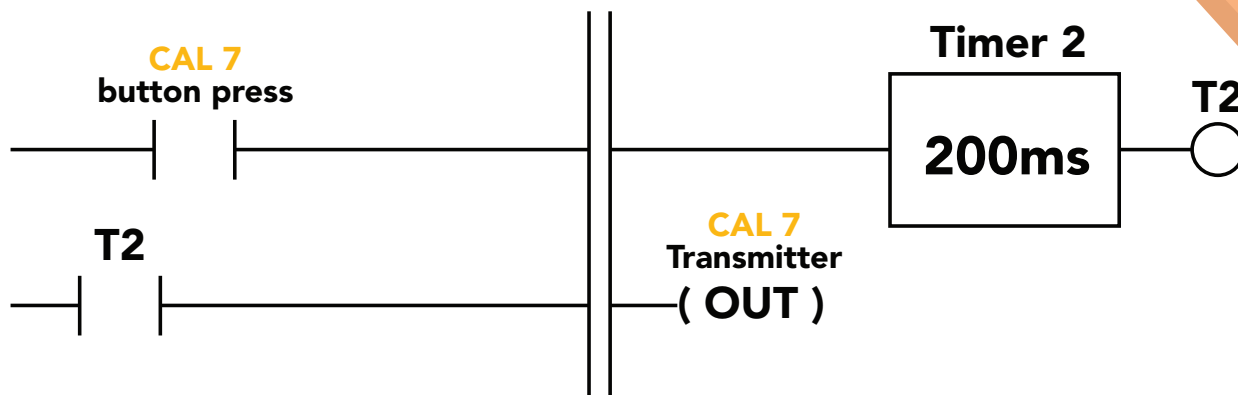 CAL 7
button press
Timer 2
T2
200ms
T2
CAL 7
Transmitter
( OUT )